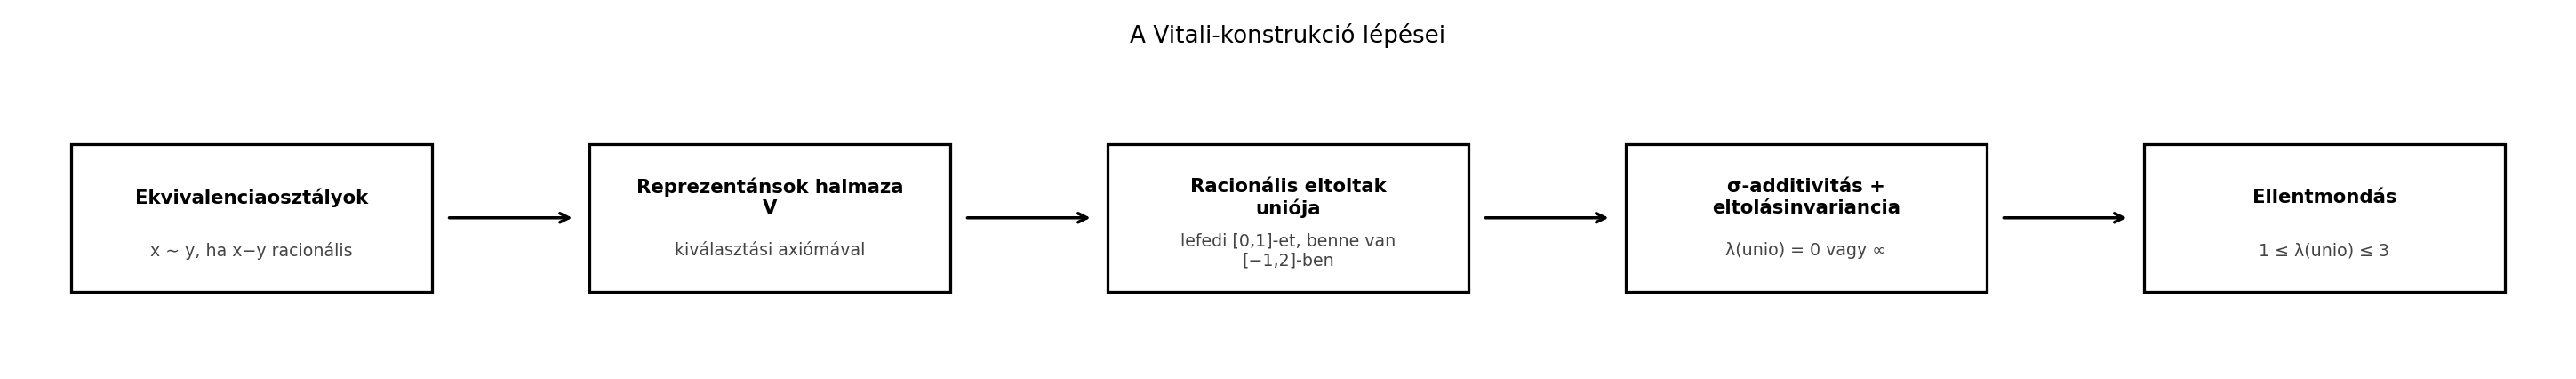 A Vitali-konstrukció lépései
Ekvivalenciaosztályok
x ~ y, ha x−y racionális
Reprezentánsok halmaza
V
kiválasztási axiómával
Racionális eltoltak
uniója
lefedi [0,1]-et, benne van
[−1,2]-ben
σ-additivitás +
eltolásinvariancia
λ(unio) = 0 vagy ∞
Ellentmondás
1 ≤ λ(unio) ≤ 3